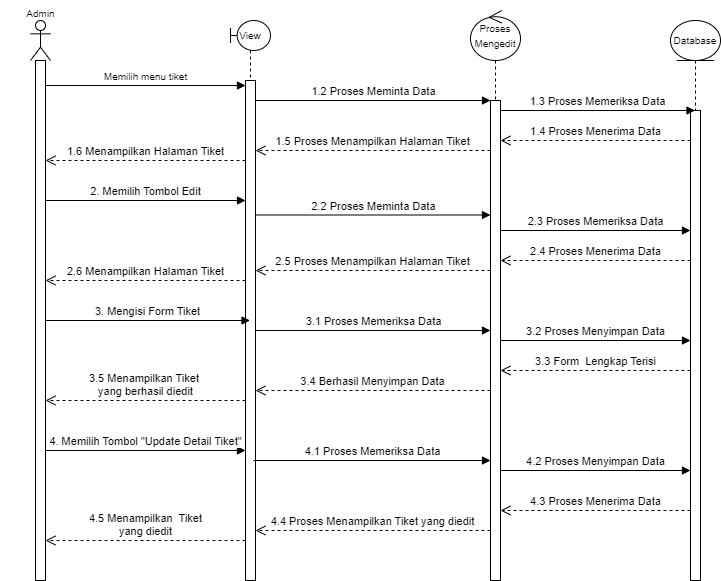 Admin
View
Proses
Mengedit
Database
Memilih menu tiket
1.2 Proses Meminta Data
1.3 Proses Memeriksa Data
1.4 Proses Menerima Data
1.5 Proses Menampilkan Halaman Tiket
1.6 Menampilkan Halaman Tiket
2. Memilih Tombol Edit
2.2 Proses Meminta Data
2.3 Proses Memeriksa Data
2.4 Proses Menerima Data
2.5 Proses Menampilkan Halaman Tiket
2.6 Menampilkan Halaman Tiket
3. Mengisi Form Tiket
3.1 Proses Memeriksa Data
3.2 Proses Menyimpan Data
3.3 Form Lengkap Terisi
3.4 Berhasil Menyimpan Data
3.5 Menampilkan Tiket
yang berhasil diedit
4. Memilih Tombol "Update Detail Tiket"
4.1 Proses Memeriksa Data
4.2 Proses Menyimpan Data
4.3 Proses Menerima Data
4.4 Proses Menampilkan Tiket yang diedit
4.5 Menampilkan Tiket
yang diedit